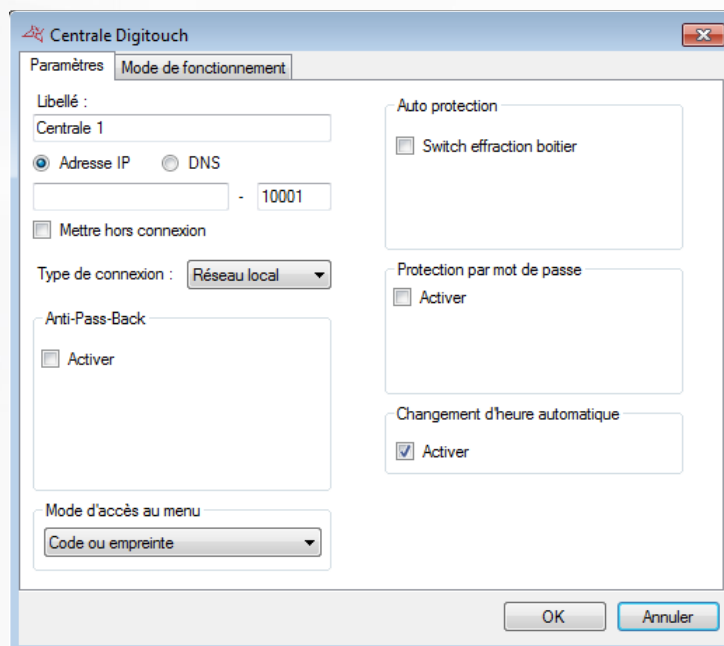 Centrale Digitouch
Paramètres
Mode de fonctionnement
Libellé :
Centrale 1
Adresse IP
DNS
- 10001
Mettre hors connexion
Type de connexion : Réseau local
Anti-Pass-Back
Activer
Mode d'accès au menu
Code ou empreinte
Auto protection
Switch effraction boitier
Protection par mot de passe
Activer
Changement d'heure automatique
Activer
OK
Annuler